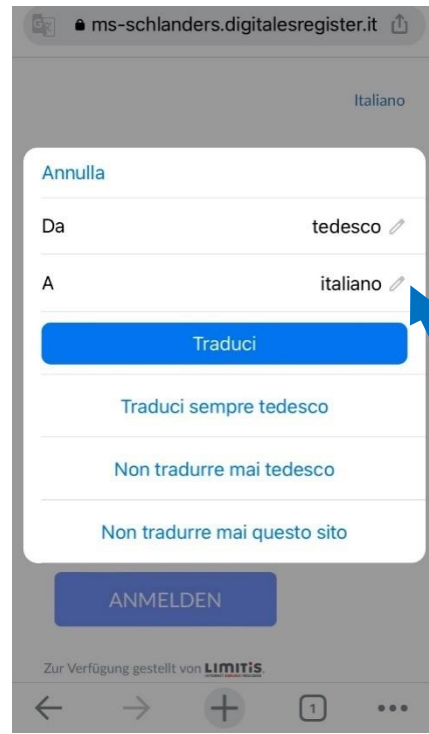 ms-schlanders.digitalesregister.it
Italiano
Annulla
Da tedesco
A italiano
Traduci
Traduci sempre tedesco
Non tradurre mai tedesco
Non tradurre mai questo sito
ANMELDEN
Zur Verfügung gestellt von LIMITIS.
1